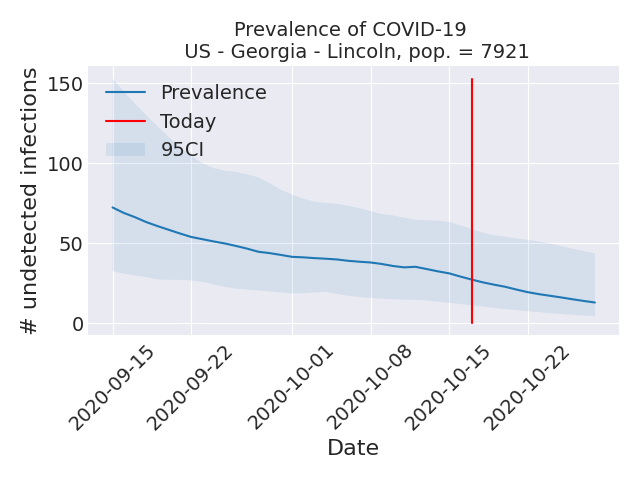 Prevalence of COVID-19
US - Georgia - Lincoln, pop. = 7921
# undetected infections
150
100
50
0
Prevalence
Today
95CI
2020-09-15
2020-09-22
2020-10-01
2020-10-08
2020-10-15
2020-10-22
Date